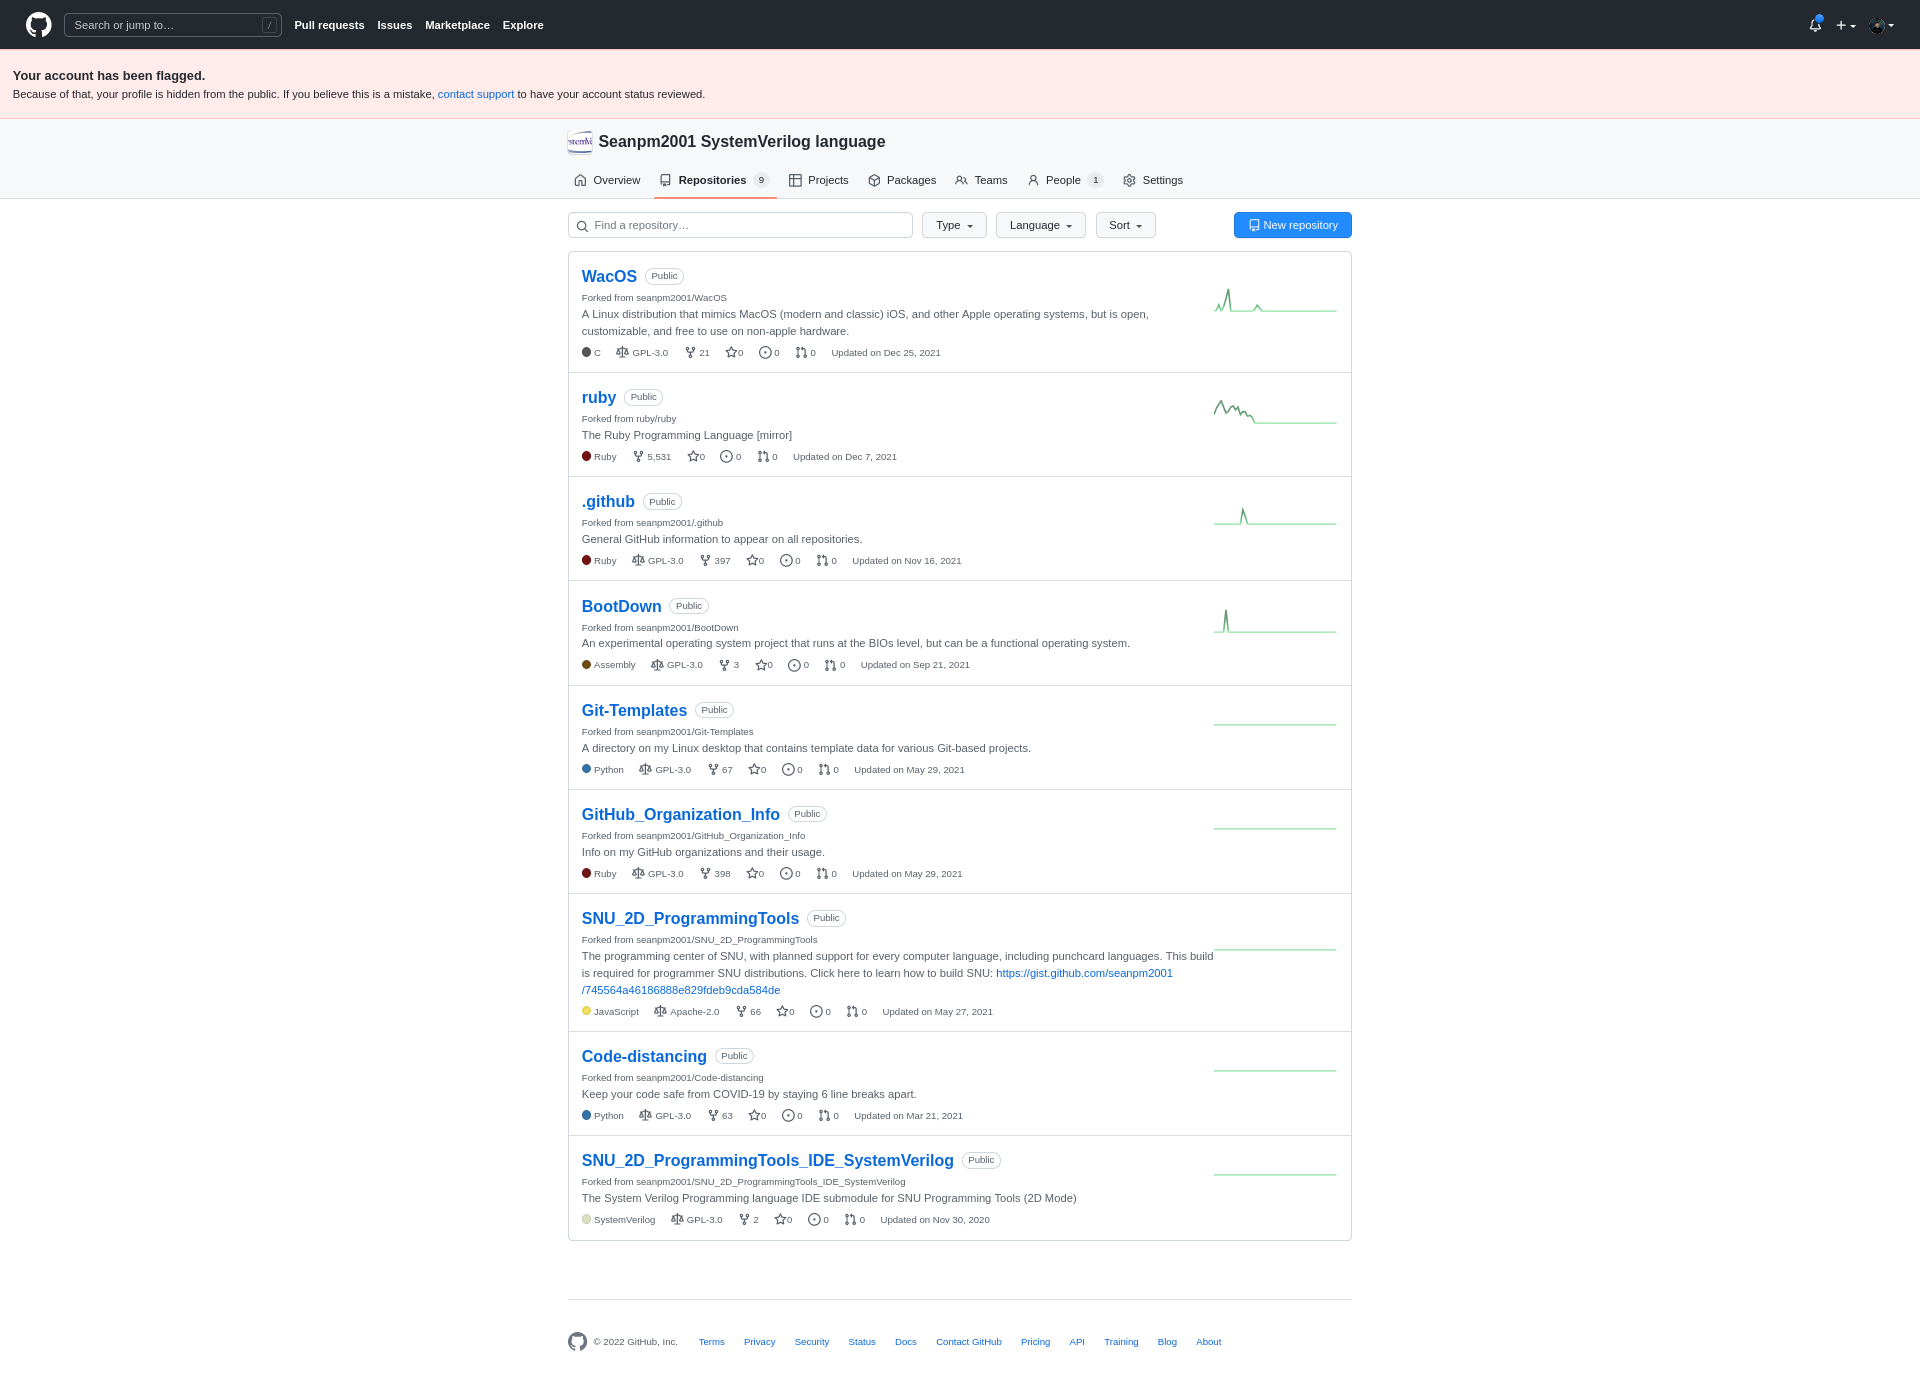 Search or jump to… /
Pull requests Issues Marketplace Explore
Your account has been flagged.
Because of that, your profile is hidden from the public. If you believe this is a mistake, contact support to have your account status reviewed.
Seanpm2001 SystemVerilog language
Overview Repositories 9 Projects Packages Teams People 1 Settings
Find a repository… Type Language Sort New repository
WacOS Public
Forked from seanpm2001/WacOS
A Linux distribution that mimics MacOS (modern and classic) iOS, and other Apple operating systems, but is open,
customizable, and free to use on non-apple hardware.
C GPL-3.0 21 0 0 0 Updated on Dec 25, 2021
ruby Public
Forked from ruby/ruby
The Ruby Programming Language [mirror]
Ruby 5,531 0 0 0 Updated on Dec 7, 2021
.github Public
Forked from seanpm2001/.github
General GitHub information to appear on all repositories.
Ruby GPL-3.0 397 0 0 0 Updated on Nov 16, 2021
BootDown Public
Forked from seanpm2001/BootDown
An experimental operating system project that runs at the BIOs level, but can be a functional operating system.
Assembly GPL-3.0 3 0 0 0 Updated on Sep 21, 2021
Git-Templates Public
Forked from seanpm2001/Git-Templates
A directory on my Linux desktop that contains template data for various Git-based projects.
Python GPL-3.0 67 0 0 0 Updated on May 29, 2021
GitHub_Organization_Info Public
Forked from seanpm2001/GitHub_Organization_Info
Info on my GitHub organizations and their usage.
Ruby GPL-3.0 398 0 0 0 Updated on May 29, 2021
SNU_2D_ProgrammingTools Public
Forked from seanpm2001/SNU_2D_ProgrammingTools
The programming center of SNU, with planned support for every computer language, including punchcard languages. This build
is required for programmer SNU distributions. Click here to learn how to build SNU: https://gist.github.com/seanpm2001
/745564a46186888e829fdeb9cda584de
JavaScript Apache-2.0 66 0 0 0 Updated on May 27, 2021
Code-distancing Public
Forked from seanpm2001/Code-distancing
Keep your code safe from COVID-19 by staying 6 line breaks apart.
Python GPL-3.0 63 0 0 0 Updated on Mar 21, 2021
SNU_2D_ProgrammingTools_IDE_SystemVerilog Public
Forked from seanpm2001/SNU_2D_ProgrammingTools_IDE_SystemVerilog
The System Verilog Programming language IDE submodule for SNU Programming Tools (2D Mode)
SystemVerilog GPL-3.0 2 0 0 0 Updated on Nov 30, 2020
© 2022 GitHub, Inc. Terms Privacy Security Status Docs Contact GitHub Pricing API Training Blog About